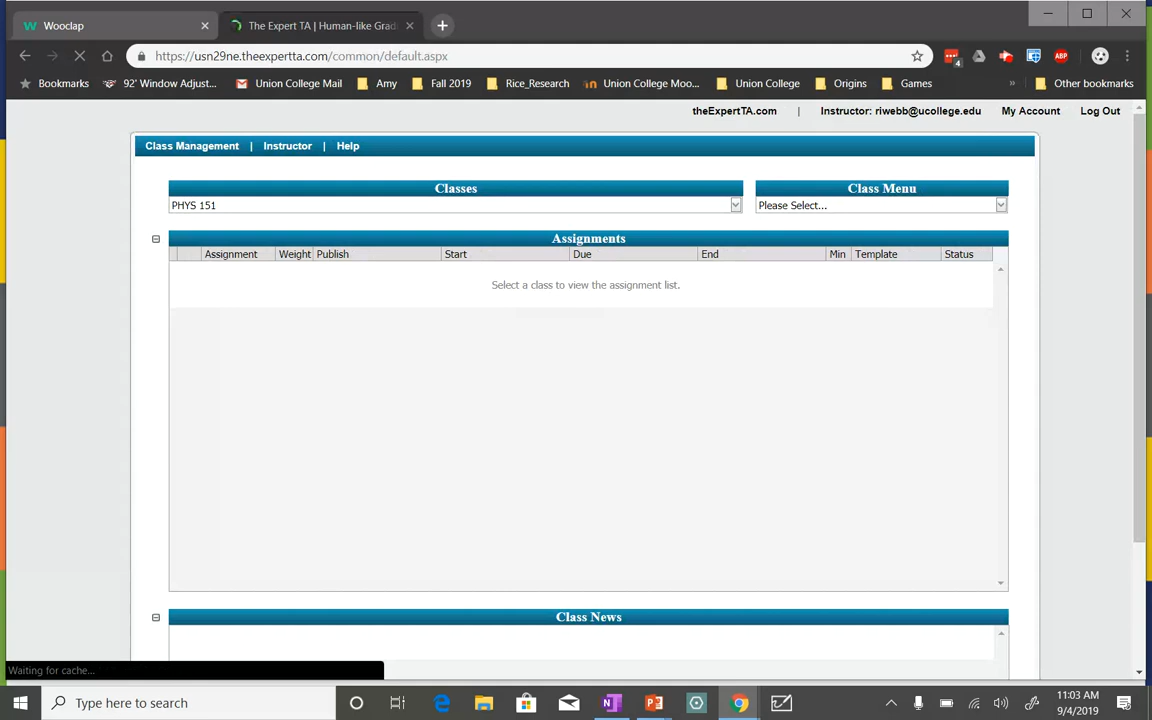 Wooclap
The Expert TA | Human-like Grad
https://usn29ne.theexpertta.com/common/default.aspx
4
ABP
Bookmarks
92' Window Adjust...
Union College Mail
Amy
Fall 2019
Rice_Research
Union College Moo...
Union College
Origins
Games
»
Other bookmarks
theExpertTA.com | Instructor: riwebb@ucollege.edu My Account Log Out
Class Management | Instructor | Help
Classes
Class Menu
PHYS 151
Please Select...
Assignments
Assignment Weight Publish Start Due End Min Template Status
Select a class to view the assignment list.
Class News
Waiting for cache...
Type here to search
11:03 AM
9/4/2019